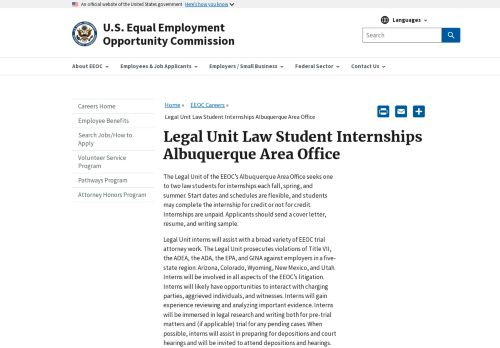 An official website of the United States government Here's how you know
U.S. Equal Employment
Opportunity Commission
Languages
Search
About EEOC
Employees & Job Applicants
Employers / Small Business
Federal Sector
Contact Us
Careers Home
Employee Benefits
Search Jobs/How to
Apply
Volunteer Service
Program
Pathways Program
Attorney Honors Program
Home » EEOC Careers »
Legal Unit Law Student Internships Albuquerque Area Office
Legal Unit Law Student Internships
Albuquerque Area Office
The Legal Unit of the EEOC's Albuquerque Area Office seeks one
to two law students for internships each fall, spring, and
summer. Start dates and schedules are flexible, and students
may complete the internship for credit or not for credit.
Internships are unpaid. Applicants should send a cover letter,
resume, and writing sample.
Legal Unit interns will assist with a broad variety of EEOC trial
attorney work. The Legal Unit prosecutes violations of Title VII,
the ADEA, the ADA, the EPA, and GINA against employers in a five-
state region: Arizona, Colorado, Wyoming, New Mexico, and Utah.
Interns will be involved in all aspects of the EEOC's litigation.
Interns will likely have opportunities to interact with charging
parties, aggrieved individuals, and witnesses. Interns will gain
experience reviewing and analyzing important evidence. Interns
will be immersed in legal research and writing both for pre-trial
matters and (if applicable) trial for any pending cases. When
possible, interns will assist in preparing for depositions and court
hearings and will be invited to attend depositions and hearings.